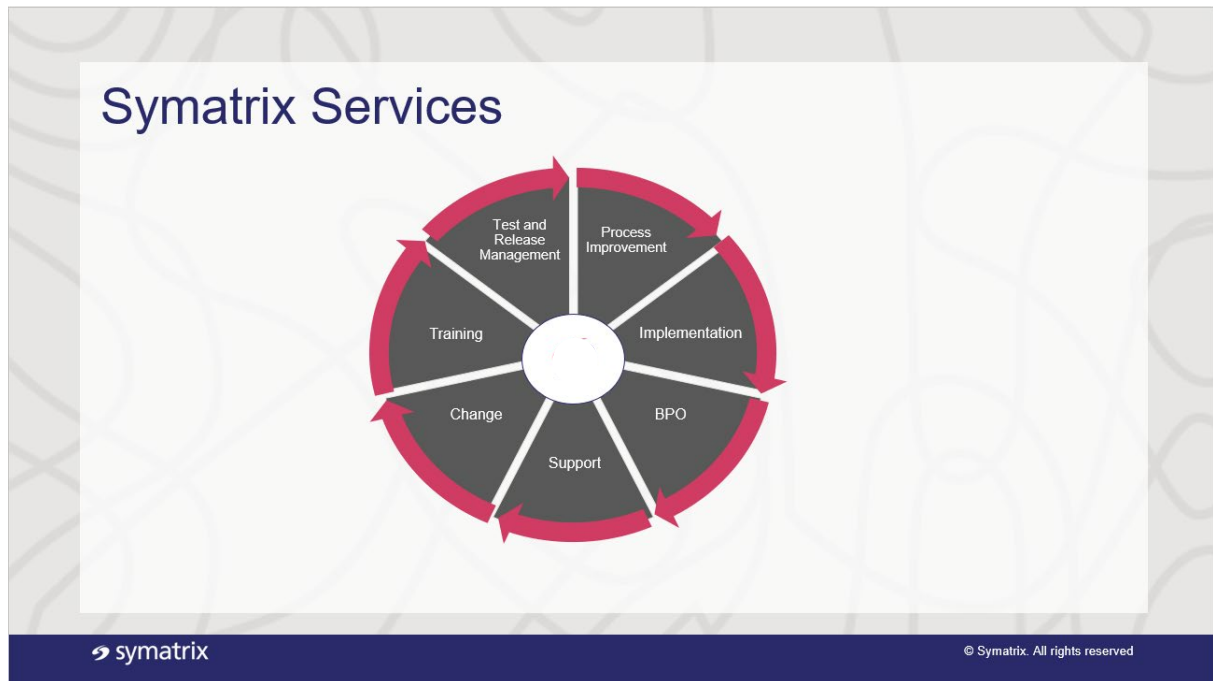 Symatrix Services
Test and
Release
Management
Process
Improvement
Training
Implementation
Change
BPO
Support
symatrix
© Symatrix. All rights reserved